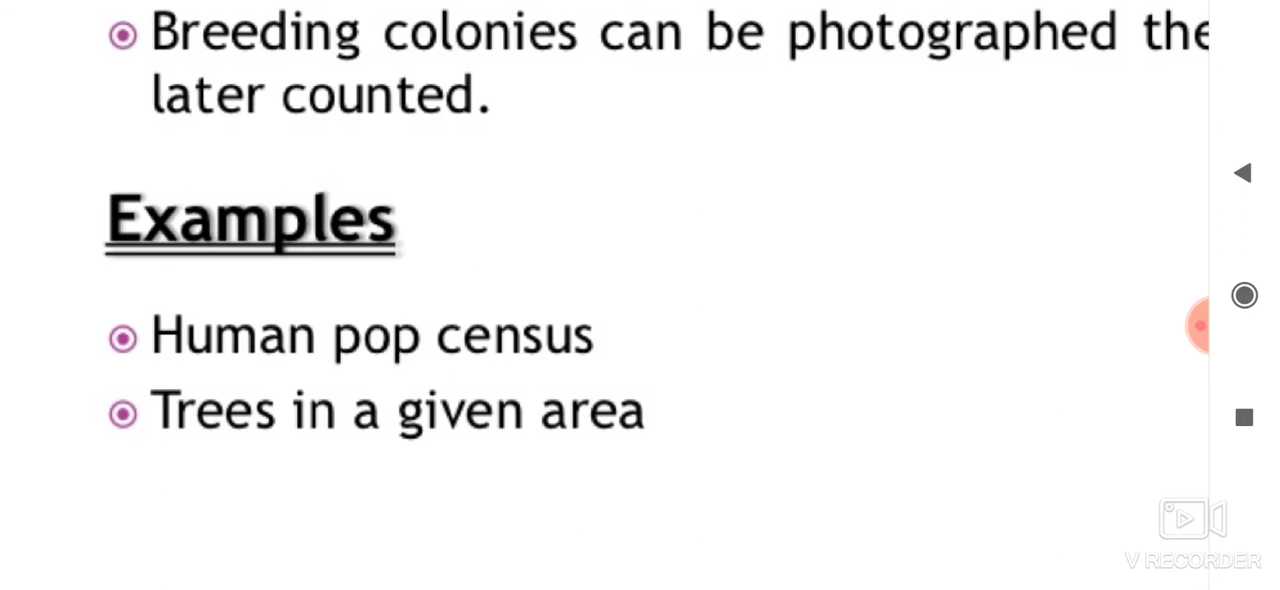 Breeding colonies can be photographed the
later counted.
Examples
Human pop census
Trees in a given area
V RECORDER